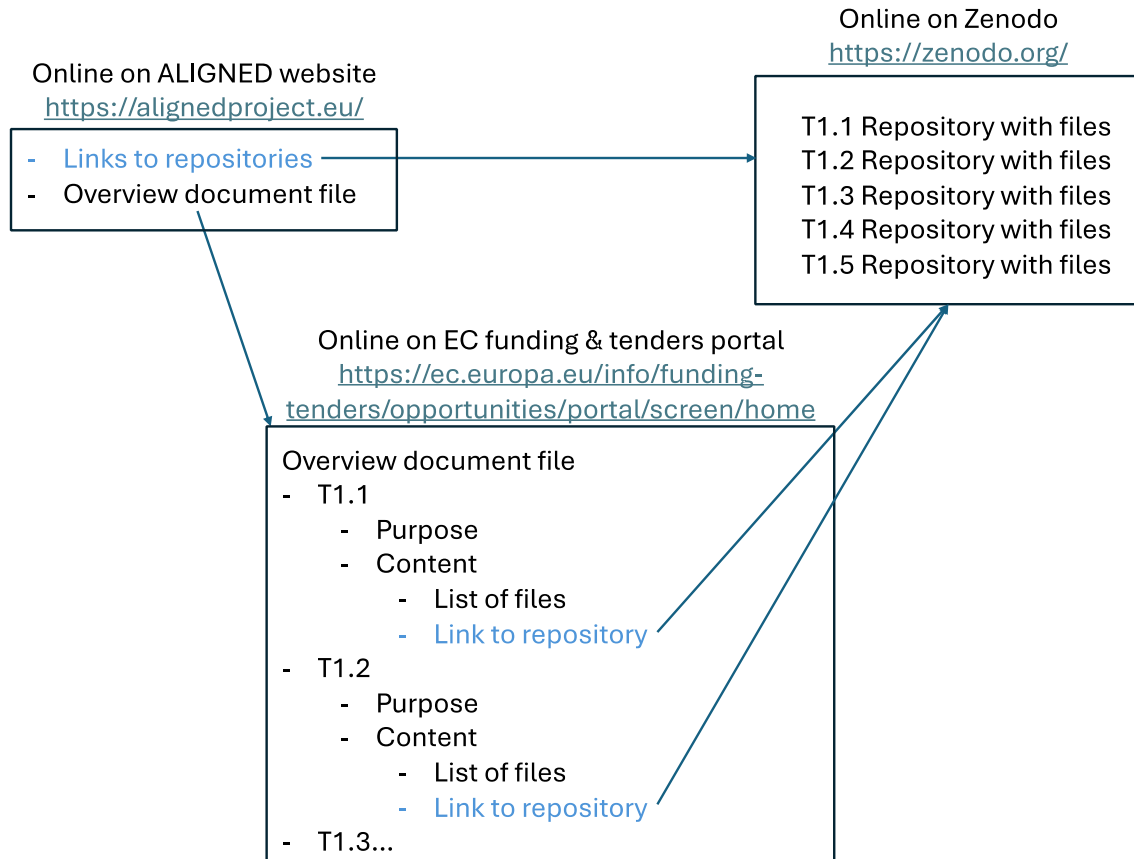 Online on Zenodo
https://zenodo.org/
Online on ALIGNED website
https://alignedproject.eu/
- Links to repositories
- Overview document file
T1.1 Repository with files
T1.2 Repository with files
T1.3 Repository with files
T1.4 Repository with files
T1.5 Repository with files
Online on EC funding & tenders portal
https://ec.europa.eu/info/funding-
tenders/opportunities/portal/screen/home
Overview document file
- T1.1
- Purpose
- Content
- List of files
- Link to repository
- T1.2
- Purpose
- Content
- List of files
- Link to repository
- T1.3...